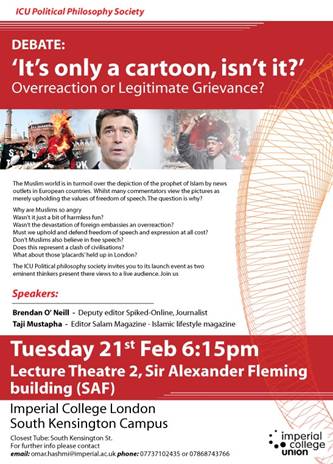 ICU Political Philosophy Society
DEBATE:
‘It’s only a cartoon, isn’t it?’
Overreaction or Legitimate Grievance?
The Muslim world is in turmoil over the depiction of the prophet of Islam by news
outlets in European countries. Whilst many commentators view the pictures as
merely upholding the values of freedom of speech. The question is why?
Why are Muslims so angry
Wasn't it just a bit of harmless fun?
Wasn't the devastation of foreign embassies an overreaction?
Must we uphold and defend freedom of speech and expression at all cost?
Don't Muslims also believe in free speech?
Does this represent a clash of civilisations?
What about those 'placards' held up in London?
The ICU Political philosophy society invites you to its launch event as two
eminent thinkers present there views to a live audience. Join us
Speakers:
Brendan O' Neill - Deputy editor Spiked-Online, Journalist
Taji Mustapha - Editor Salam Magazine - Islamic lifestyle magazine
Tuesday 21st Feb 6:15pm
Lecture Theatre 2, Sir Alexander Fleming
building (SAF)
Imperial College London
South Kensington Campus
Closest Tube: South Kensington St.
For further info please contact
email: omar.hashmi@imperial.ac.uk phone: 07737102435 or 07868743766
imperial
college
union